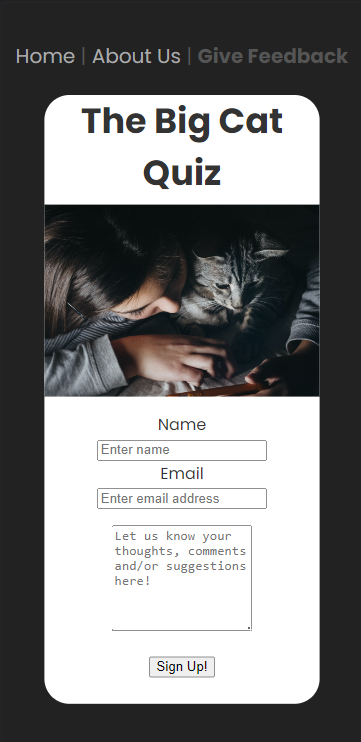 Home | About Us | Give Feedback
The Big Cat
Quiz
Name
Enter name
Email
Enter email address
Let us know your
thoughts, comments
and/or suggestions
here!
Sign Up!